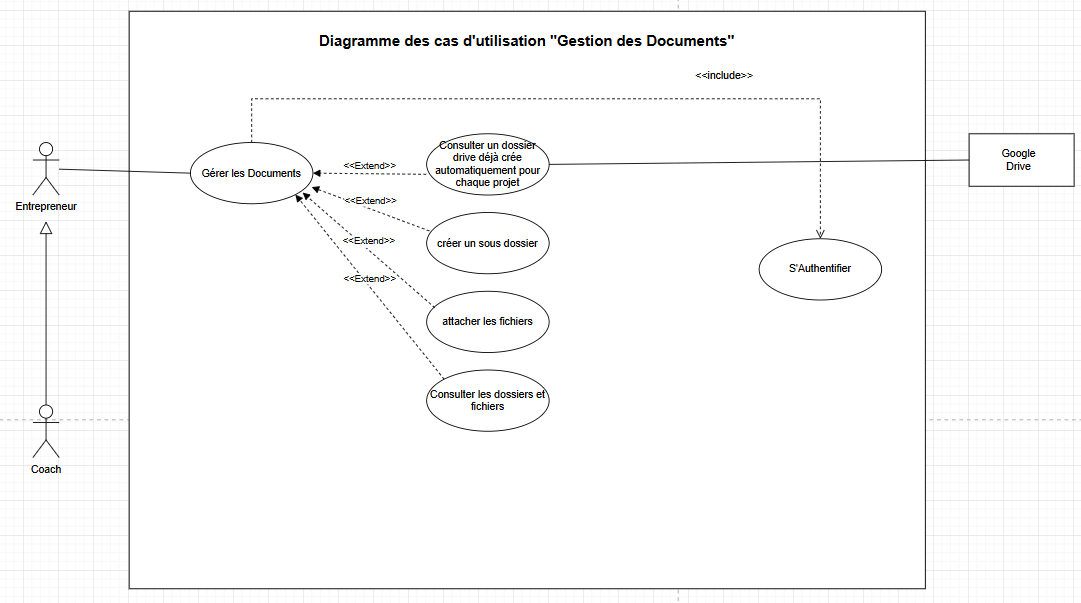 Diagramme des cas d'utilisation "Gestion des Documents"
<<include>>
Consulter un dossier
drive déjà crée
automatiquement pour
chaque projet
Google
Drive
<<Extend>>
Gérer les Documents
Entrepreneur
<<Extend>>
créer un sous dossier
<<Extend>>
S'Authentifier
<<Extend>>
attacher les fichiers
Consulter les dossiers et
fichiers
Coach